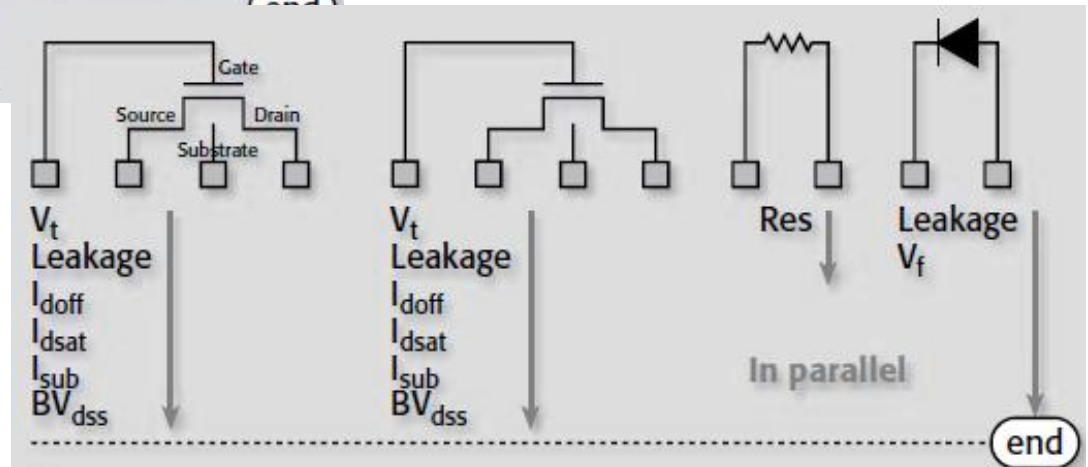 end
Gate
Source
Drain
Substrate
Vt
Leakage
Idoff
Idsat
Isub
BVdss
Vt
Leakage
Idoff
Idsat
Isub
BVdss
Res
Leakage
Vf
In parallel
end